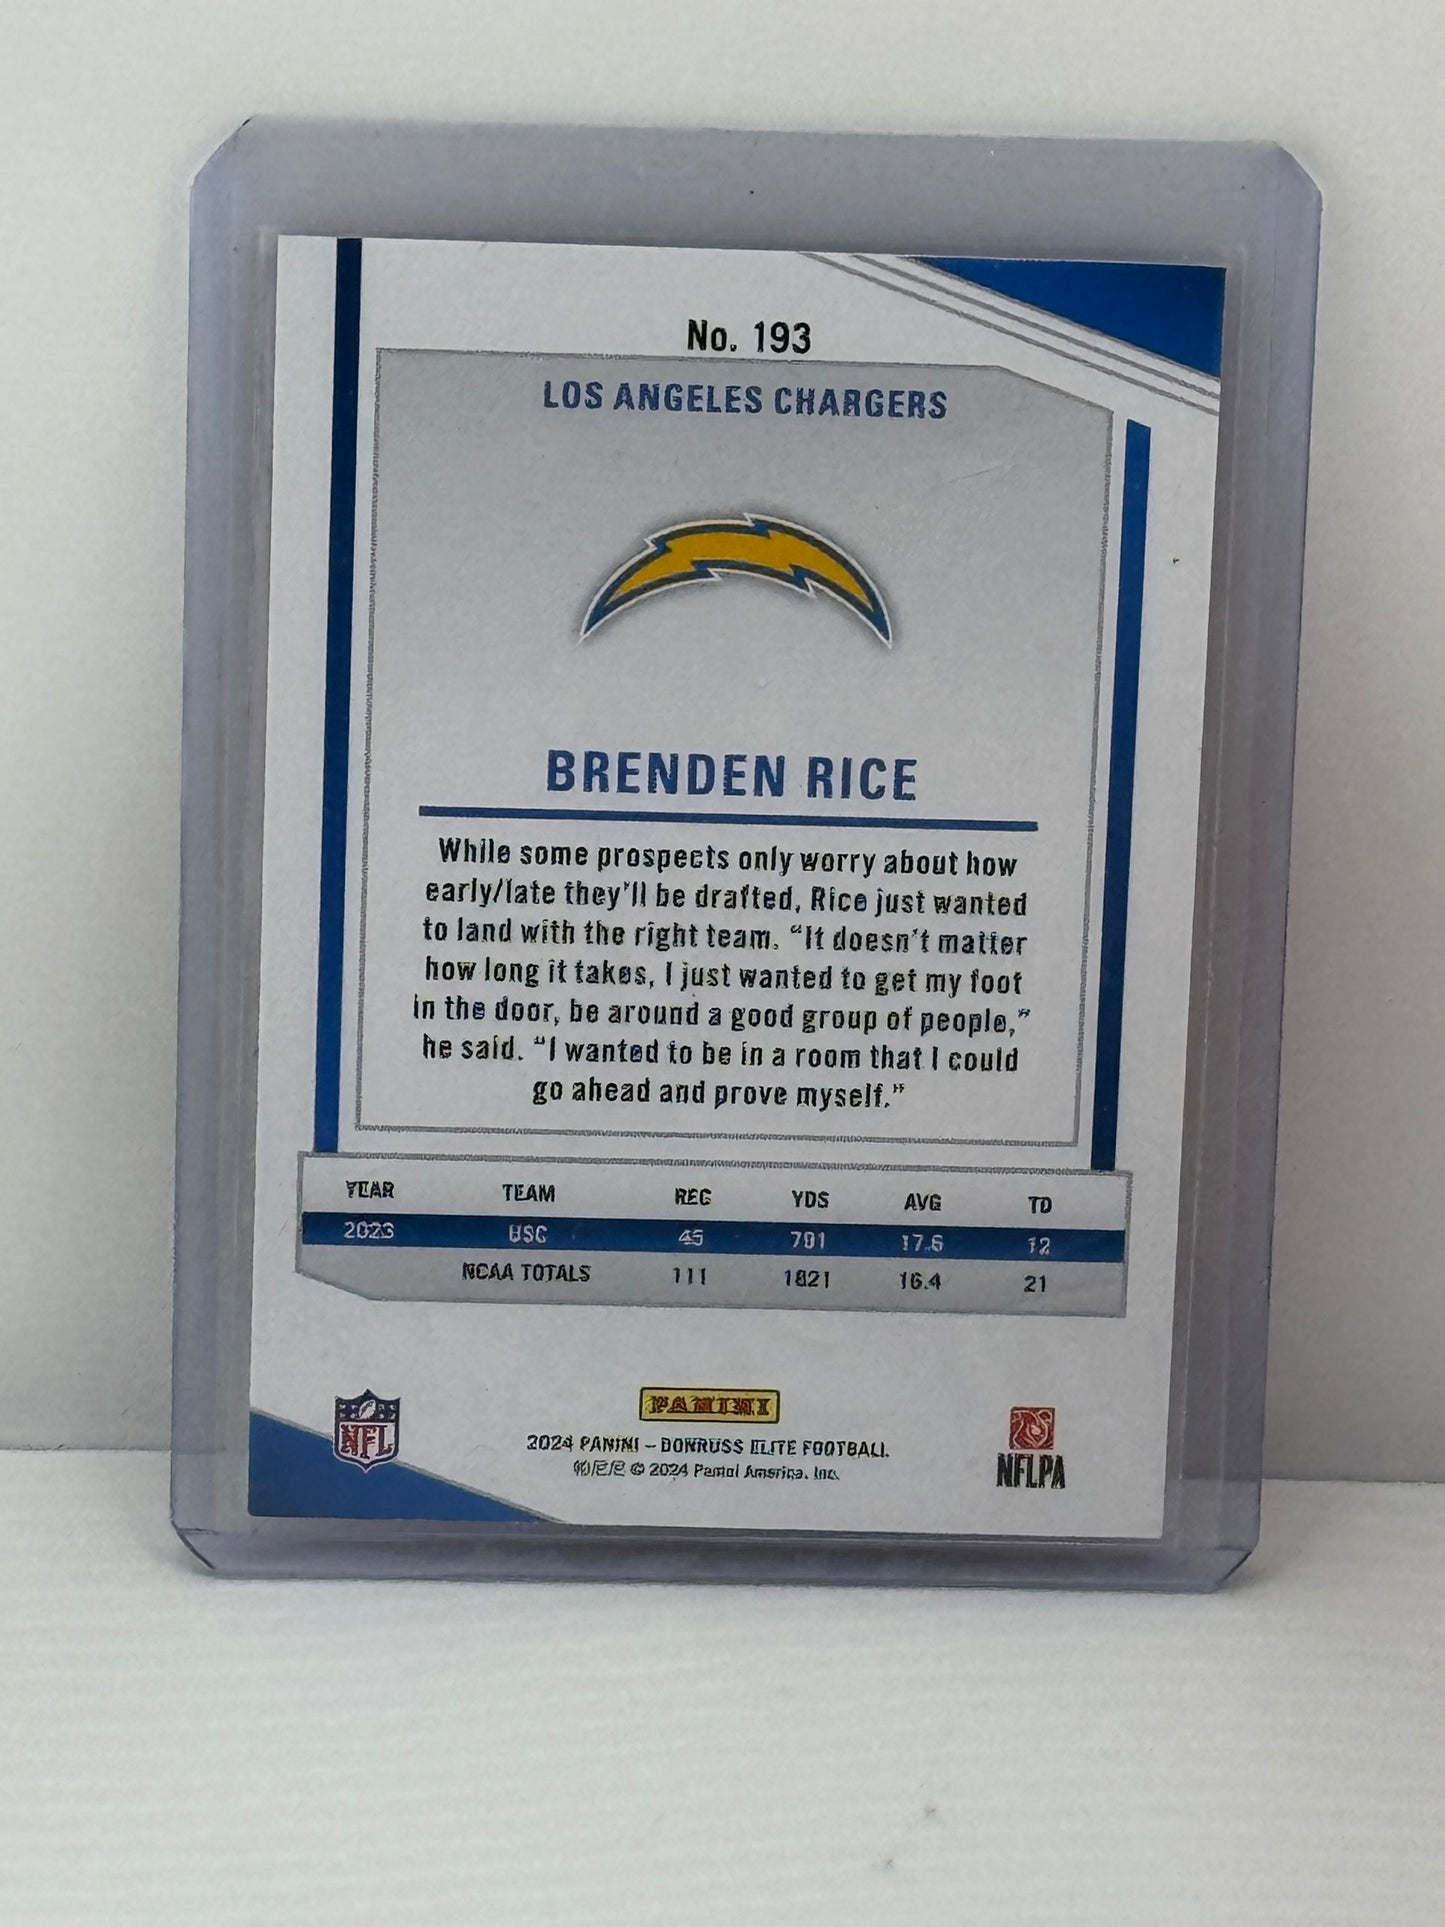 No. 193
LOS ANGELES CHARGERS
BRENDEN RICE
While some prospects only worry about how
early/late they'll be drafted, Rice just wanted
to land with the right team. “It doesn't matter
how long it takes, I just wanted to get my foot
in the door, be around a good group of people,”
he said. “I wanted to be in a room that I could
go ahead and prove myself.”
YEAR TEAM REC YDS AVG TD
2023 USC 45 791 17.6 12
NCAA TOTALS 111 1821 16.4 21
NFL
PANINI
2024 PANINI – DONRUSS ELITE FOOTBALL
© 2024 Panini America, Inc.
NFLPA